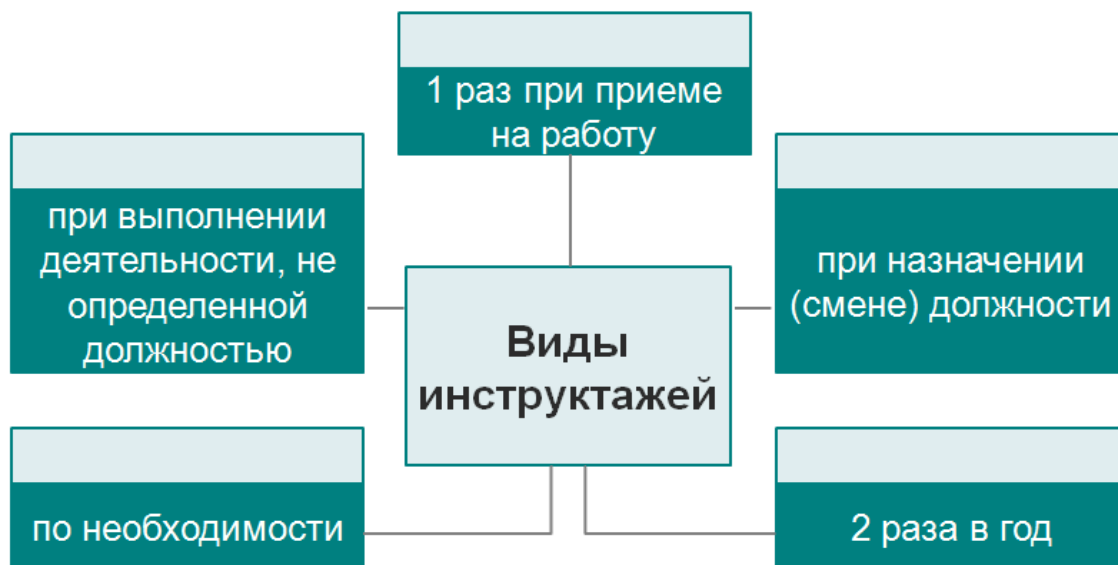 1 раз при приеме
на работу
при выполнении
деятельности, не
определенной
должностью
при назначении
(смене) должности
Виды
инструктажей
по необходимости
2 раза в год